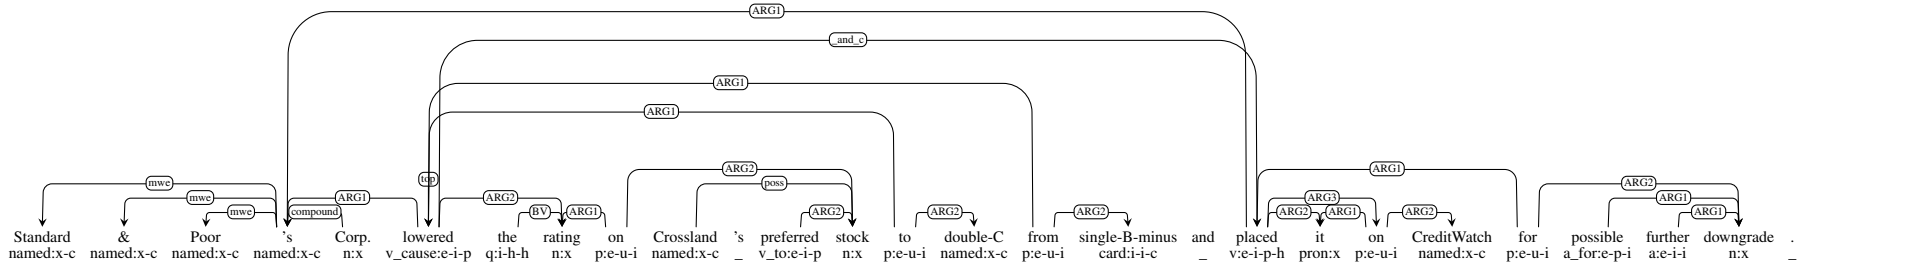 ARG1
_and_c
ARG1
ARG1
ARG2 ARG1
top
mwe poss ARG2
mwe ARG1 ARG2 ARG3 ARG1
mwe compound BV ARG1 ARG2 ARG2 ARG2 ARG2 ARG1 ARG2 ARG1
Standard & Poor 's Corp. lowered the rating on Crossland 's preferred stock to double-C from single-B-minus and placed it on CreditWatch for possible further downgrade .
named:x-c named:x-c named:x-c named:x-c n:x v_cause:e-i-p q:i-h-h n:x p:e-u-i named:x-c _ v_to:e-i-p n:x p:e-u-i named:x-c p:e-u-i card:i-i-c _ v:e-i-p-h pron:x p:e-u-i named:x-c p:e-u-i a_for:e-p-i a:e-i-i n:x _